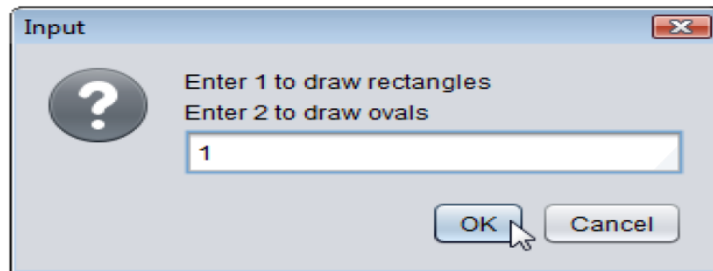 Input
Enter 1 to draw rectangles
Enter 2 to draw ovals
1
OK Cancel